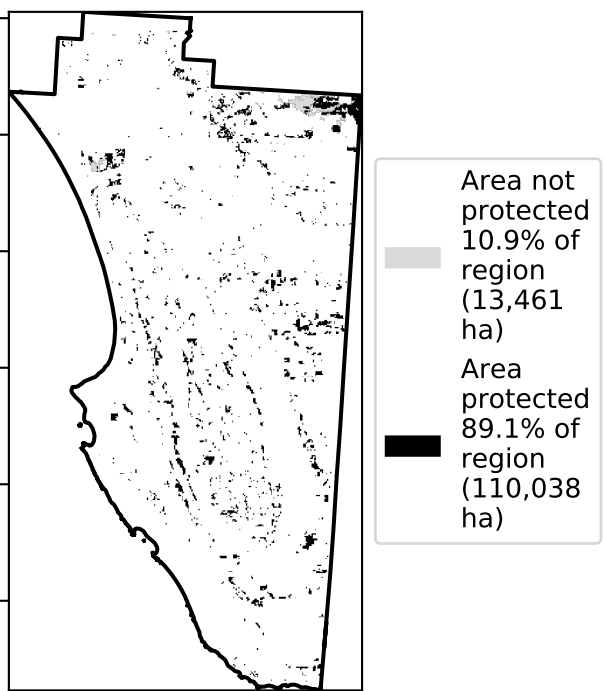 Area not
protected
10.9% of
region
(13,461
ha)
Area
protected
89.1% of
region
(110,038
ha)